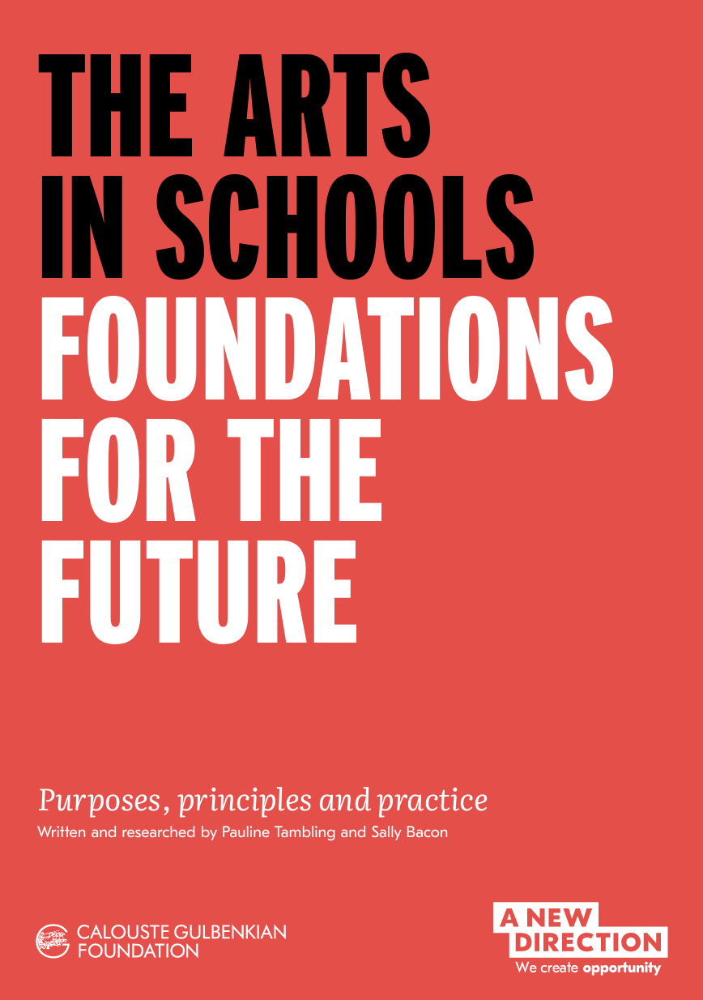 THE ARTS
IN SCHOOLS
FOUNDATIONS
FOR THE
FUTURE
Purposes, principles and practice
Written and researched by Pauline Tambling and Sally Bacon
CALOUSTE GULBENKIAN
FOUNDATION
A NEW
DIRECTION
We create opportunity